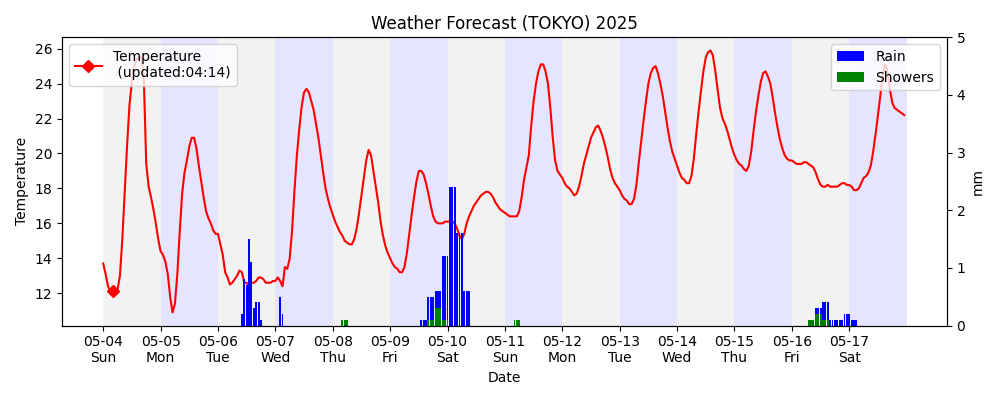 Weather Forecast (TOKYO) 2025
Temperature
(updated:04:14)
Rain
Showers
26
24
22
20
18
16
14
12
Temperature
5
4
3
2
1
0
mm
05-04 05-05 05-06 05-07 05-08 05-09 05-10 05-11 05-12 05-13 05-14 05-15 05-16 05-17
Sun Mon Tue Wed Thu Fri Sat Sun Mon Tue Wed Thu Fri Sat
Date